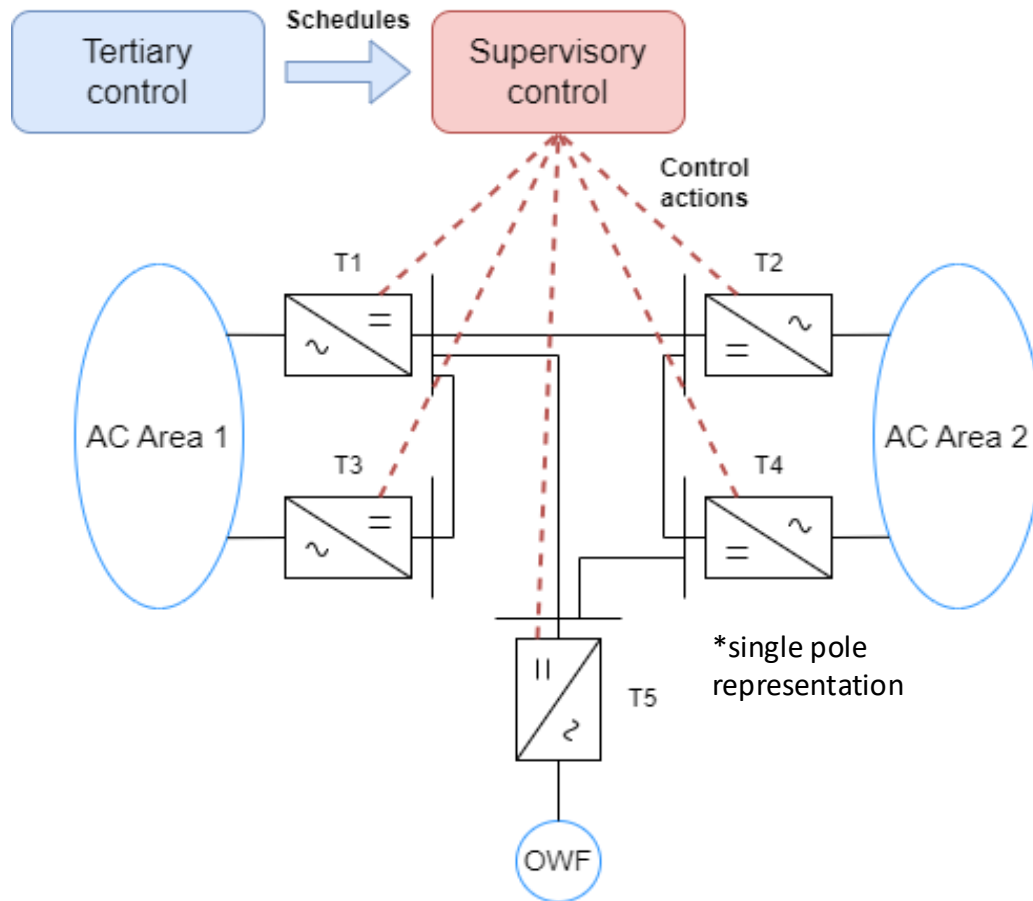 Schedules
Tertiary
control
Supervisory
control
Control
actions
T1
T2
AC Area 1
AC Area 2
T3
T4
*single pole
representation
T5
OWF